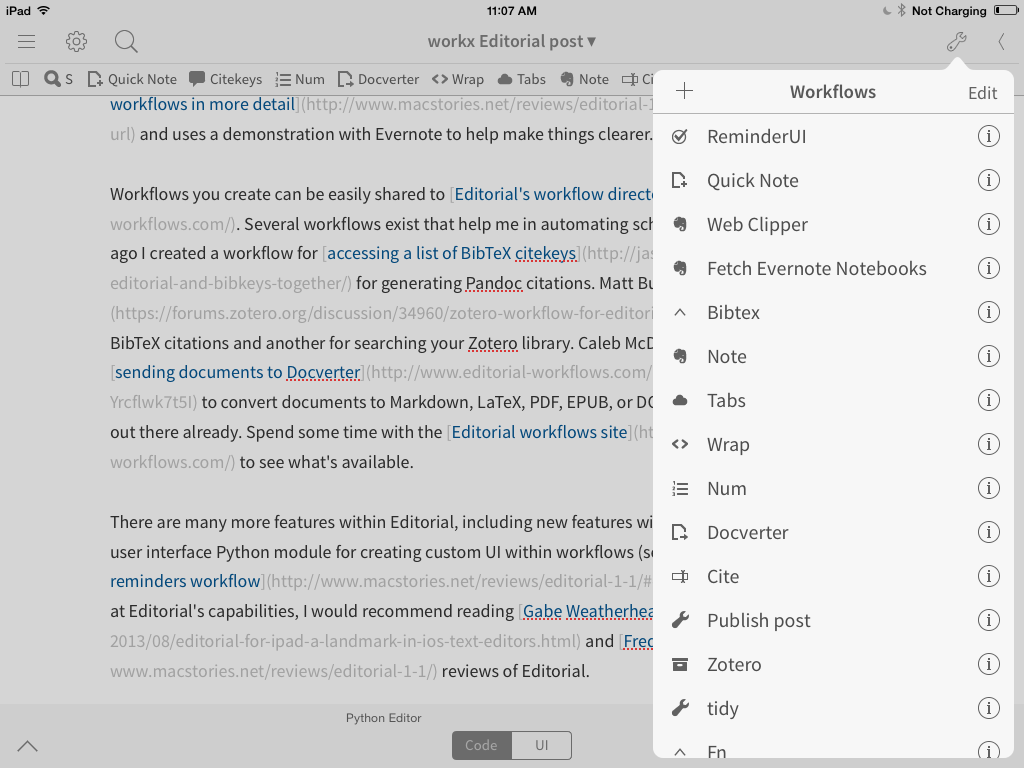 iPad 11:07 AM Not Charging
workx Editorial post ▾
S Quick Note Citekeys Num Docverter Wrap Tabs Note Ci
workflows in more detail](http://www.macstories.net/reviews/editorial-1
url) and uses a demonstration with Evernote to help make things clearer.
Workflows you create can be easily shared to [Editorial's workflow directo
workflows.com/). Several workflows exist that help me in automating sch
ago I created a workflow for [accessing a list of BibTeX citekeys](http://jas
editorial-and-bibkeys-together/) for generating Pandoc citations. Matt Bu
(https://forums.zotero.org/discussion/34960/zotero-workflow-for-editori
BibTeX citations and another for searching your Zotero library. Caleb McD
[sending documents to Docverter](http://www.editorial-workflows.com/
Yrcflwk7t5I) to convert documents to Markdown, LaTeX, PDF, EPUB, or DO
out there already. Spend some time with the [Editorial workflows site](ht
workflows.com/) to see what's available.
There are many more features within Editorial, including new features wi
user interface Python module for creating custom UI within workflows (se
reminders workflow](http://www.macstories.net/reviews/editorial-1-1/#
at Editorial's capabilities, I would recommend reading [Gabe Weatherhea
2013/08/editorial-for-ipad-a-landmark-in-ios-text-editors.html) and [Fred
www.macstories.net/reviews/editorial-1-1/) reviews of Editorial.
Python Editor
Code UI
Workflows Edit
ReminderUI
Quick Note
Web Clipper
Fetch Evernote Notebooks
Bibtex
Note
Tabs
Wrap
Num
Docverter
Cite
Publish post
Zotero
tidy
Fn